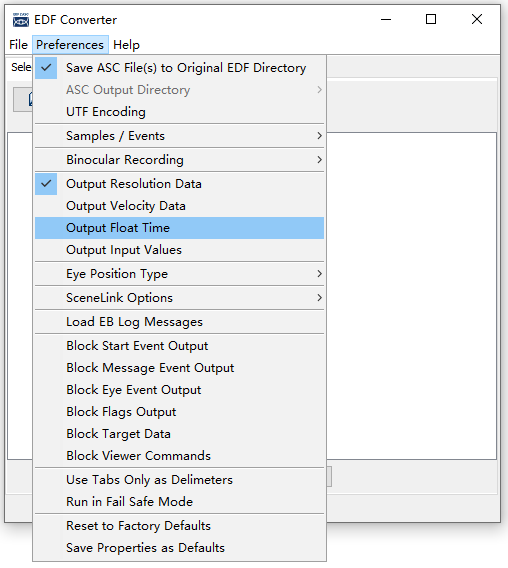 EDF Converter
File Preferences Help
Sele
Save ASC File(s) to Original EDF Directory
ASC Output Directory
UTF Encoding
Samples / Events
Binocular Recording
Output Resolution Data
Output Velocity Data
Output Float Time
Output Input Values
Eye Position Type
SceneLink Options
Load EB Log Messages
Block Start Event Output
Block Message Event Output
Block Eye Event Output
Block Flags Output
Block Target Data
Block Viewer Commands
Use Tabs Only as Delimeters
Run in Fail Safe Mode
Reset to Factory Defaults
Save Properties as Defaults